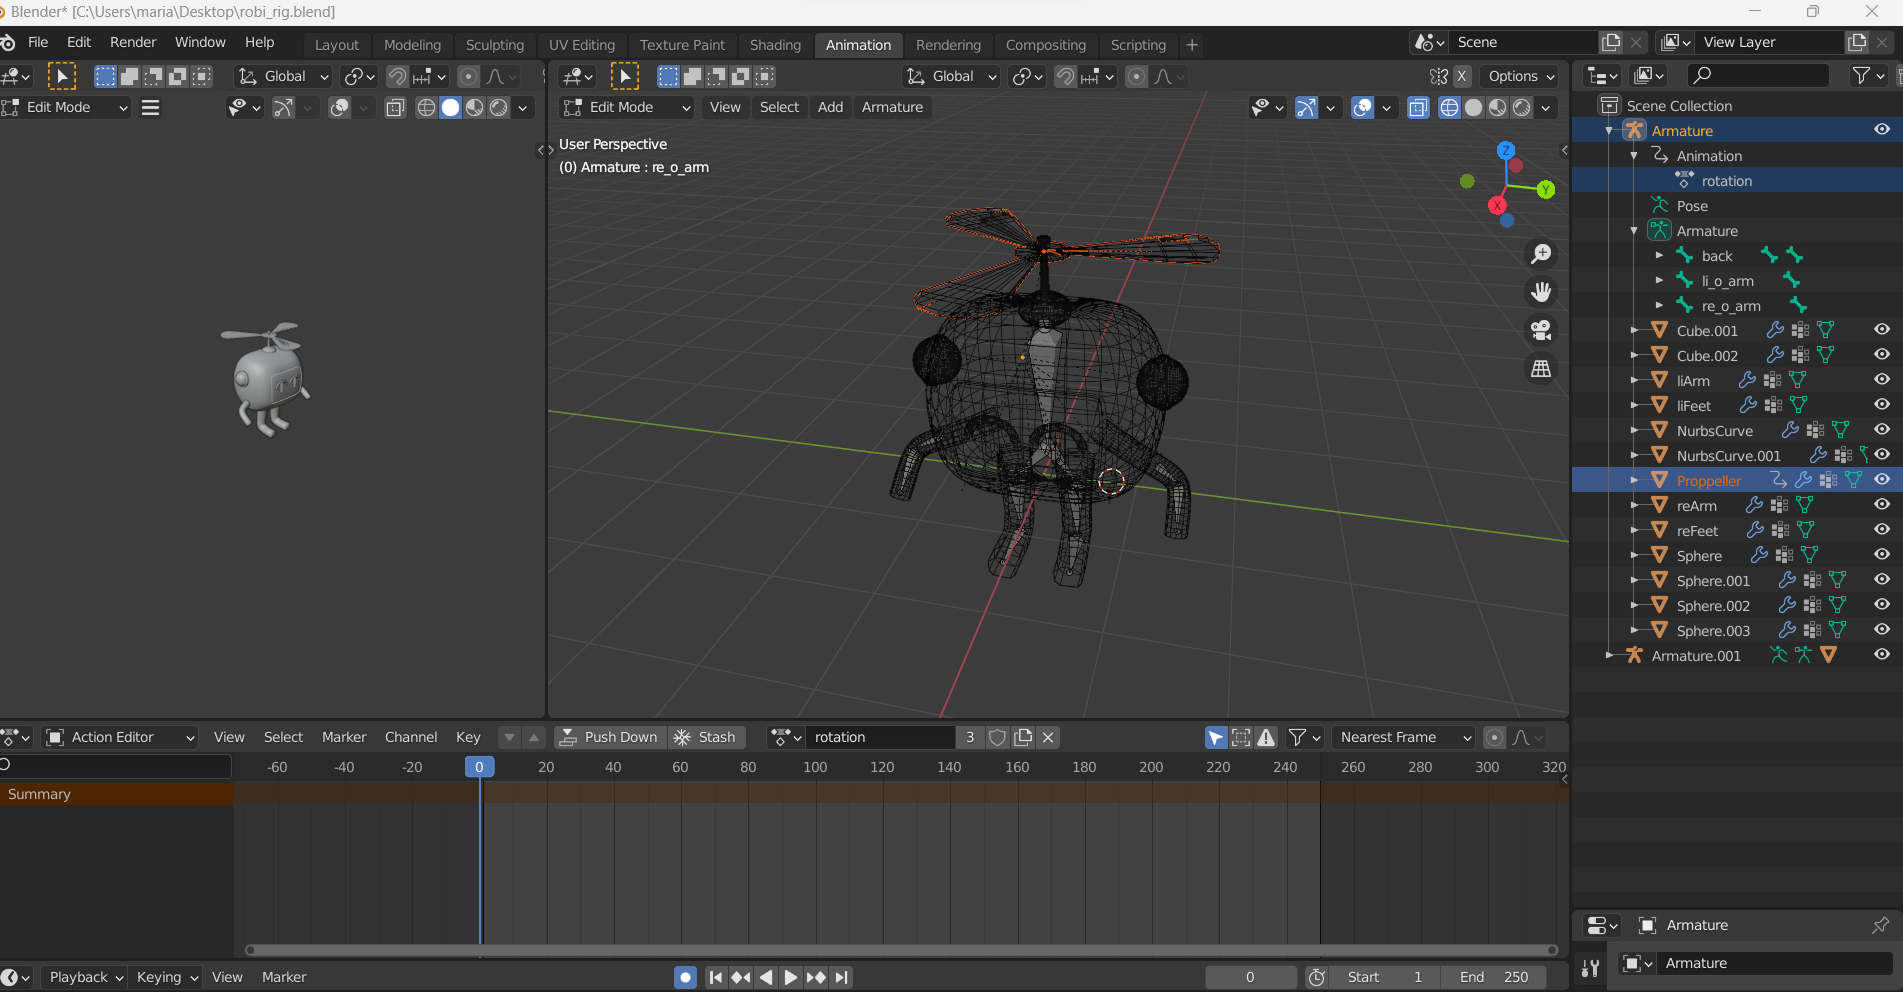 Blender* [C:\Users\maria\Desktop\robi_rig.blend]
File Edit Render Window Help Layout Modeling Sculpting UV Editing Texture Paint Shading Animation Rendering Compositing Scripting + Scene View Layer
Global Global X Options
Edit Mode Edit Mode View Select Add Armature
User Perspective
(0) Armature : re_o_arm
Z
Y
X
Scene Collection
Armature
Animation
rotation
Pose
Armature
back
li_o_arm
re_o_arm
Cube.001
Cube.002
liArm
liFeet
NurbsCurve
NurbsCurve.001
Proppeller
reArm
reFeet
Sphere
Sphere.001
Sphere.002
Sphere.003
Armature.001
Action Editor View Select Marker Channel Key Push Down Stash rotation 3 Nearest Frame
-60 -40 -20 0 20 40 60 80 100 120 140 160 180 200 220 240 260 280 300 320
Summary
Armature
Armature
Playback Keying View Marker 0 Start 1 End 250